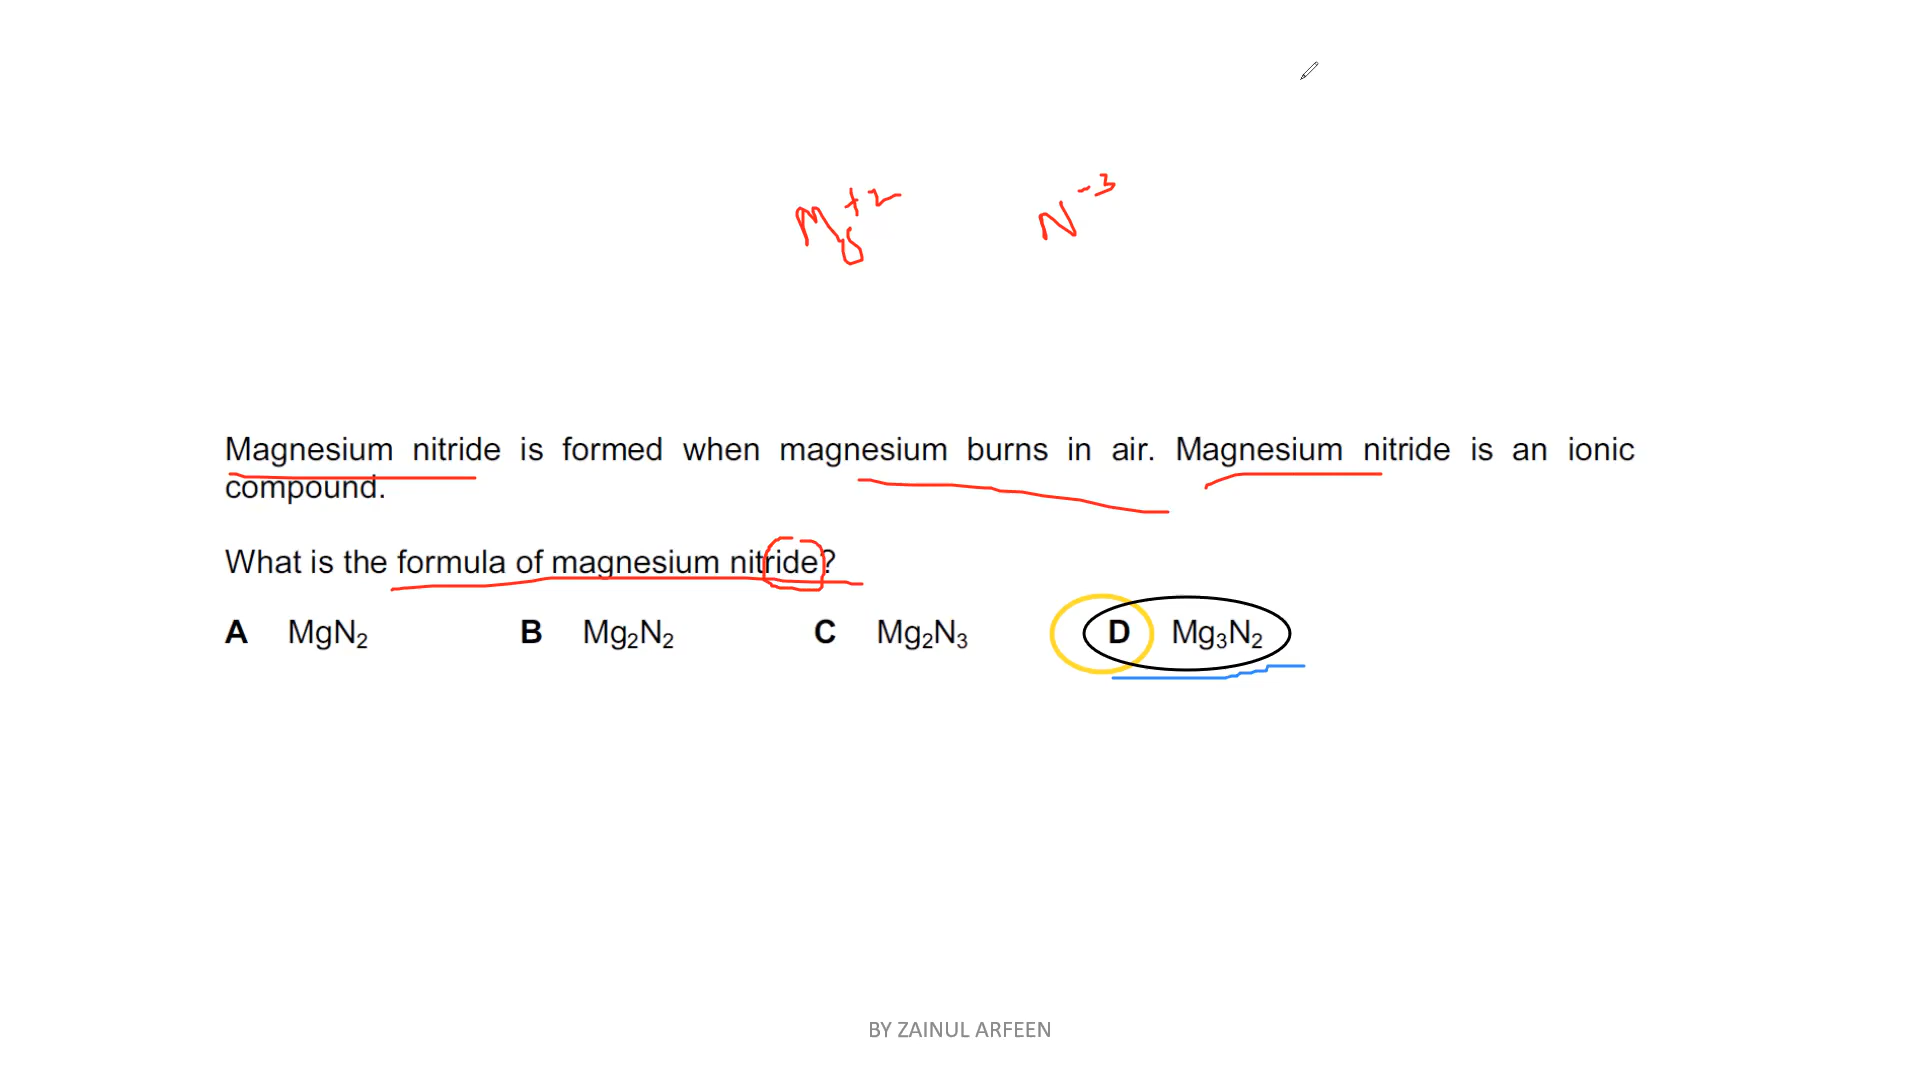 Mg+2 N-3
Magnesium nitride is formed when magnesium burns in air. Magnesium nitride is an ionic
compound.
What is the formula of magnesium nitride?
A MgN₂ B Mg₂N₂ C Mg₂N₃ D Mg₃N₂
BY ZAINUL ARFEEN